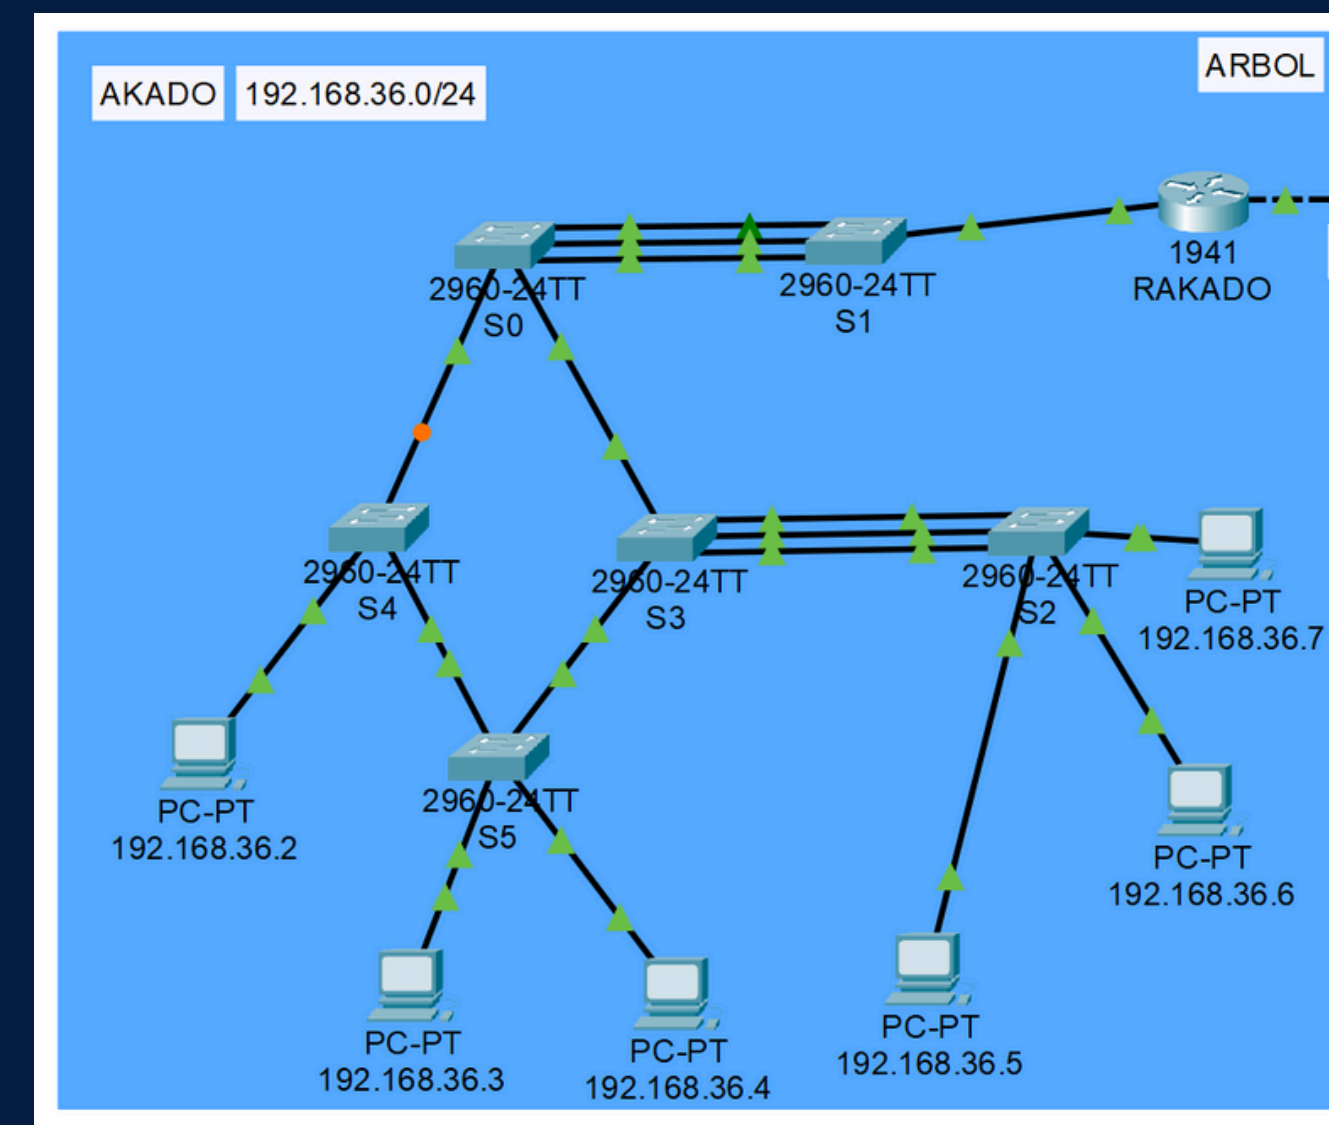 ARBOL
AKADO
192.168.36.0/24
1941
RAKADO
2960-24TT
S0
2960-24TT
S1
2960-24TT
S4
2960-24TT
S3
2960-24TT
S2
PC-PT
192.168.36.7
2960-24TT
S5
PC-PT
192.168.36.2
PC-PT
192.168.36.6
PC-PT
192.168.36.3
PC-PT
192.168.36.4
PC-PT
192.168.36.5